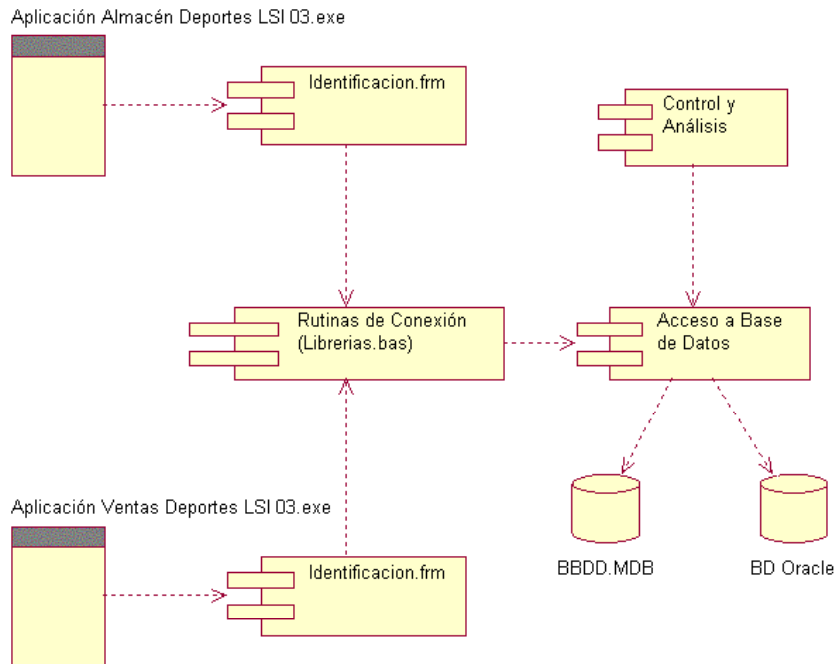 Aplicación Almacén Deportes LSI 03.exe
Identificacion.frm
Control y
Análisis
Rutinas de Conexión
(Librerias.bas)
Acceso a Base
de Datos
BBDD.MDB
BD Oracle
Aplicación Ventas Deportes LSI 03.exe
Identificacion.frm